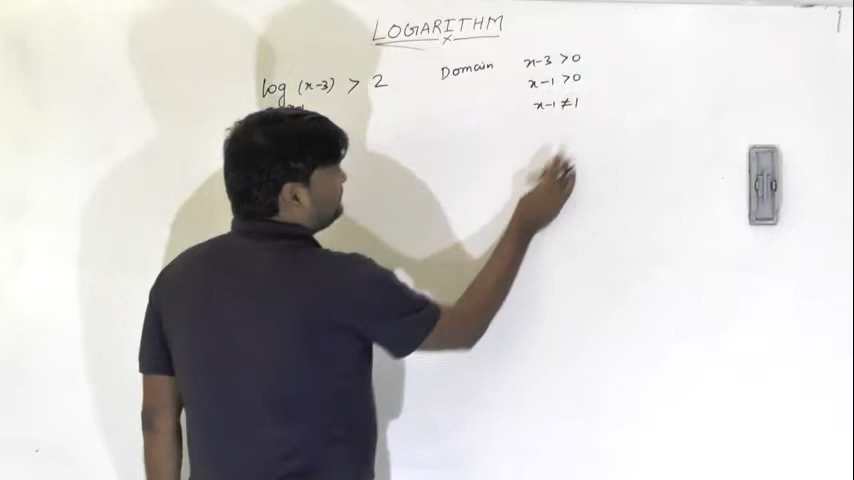 LOGARITHM
x
log (x-3) > 2
Domain
x-3 >0
x-1 >0
x-1 ≠ 1